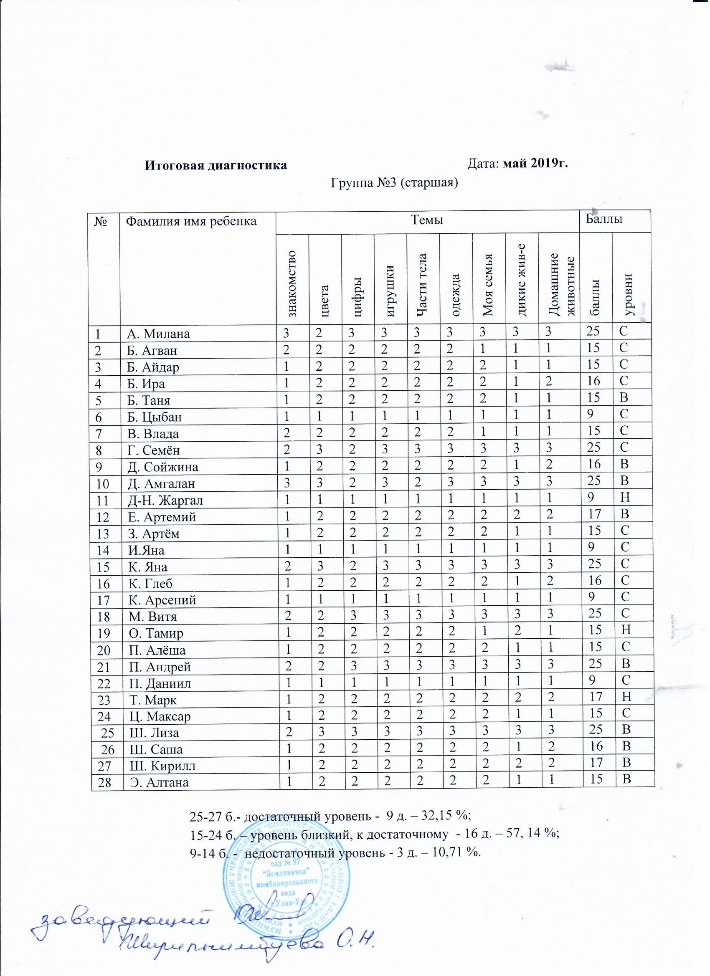 Итоговая диагностика Дата: май 2019г.
Группа №3 (старшая)
№ Фамилия имя ребенка Темы Баллы
знакомство цвета цифры игрушки Части тела одежда Моя семья дикие жив-е Домашние животные баллы уровни
1 А. Милана 3 2 3 3 3 3 3 3 3 25 С
2 Б. Агван 2 2 2 2 2 2 1 1 1 15 С
3 Б. Айдар 1 2 2 2 2 2 2 1 1 15 С
4 Б. Ира 1 2 2 2 2 2 2 1 2 16 С
5 Б. Таня 1 2 2 2 2 2 2 1 1 15 В
6 Б. Цыбан 1 1 1 1 1 1 1 1 1 9 С
7 В. Влада 2 2 2 2 2 2 1 1 1 15 С
8 Г. Семён 2 3 2 3 3 3 3 3 3 25 С
9 Д. Сойжина 1 2 2 2 2 2 2 1 2 16 В
10 Д. Амгалан 3 3 2 3 2 3 3 3 3 25 В
11 Д-Н. Жаргал 1 1 1 1 1 1 1 1 1 9 Н
12 Е. Артемий 1 2 2 2 2 2 2 2 2 17 В
13 З. Артём 1 2 2 2 2 2 2 1 1 15 С
14 И.Яна 1 1 1 1 1 1 1 1 1 9 С
15 К. Яна 2 3 2 3 3 3 3 3 3 25 С
16 К. Глеб 1 2 2 2 2 2 2 1 2 16 С
17 К. Арсений 1 1 1 1 1 1 1 1 1 9 С
18 М. Витя 2 2 3 3 3 3 3 3 3 25 С
19 О. Тамир 1 2 2 2 2 2 1 2 1 15 Н
20 П. Алёша 1 2 2 2 2 2 2 1 1 15 С
21 П. Андрей 2 2 3 3 3 3 3 3 3 25 В
22 П. Даниил 1 1 1 1 1 1 1 1 1 9 С
23 Т. Марк 1 2 2 2 2 2 2 2 2 17 Н
24 Ц. Максар 1 2 2 2 2 2 2 1 1 15 С
25 Ш. Лиза 2 3 3 3 3 3 3 3 3 25 В
26 Ш. Саша 1 2 2 2 2 2 2 1 2 16 В
27 Ш. Кирилл 1 2 2 2 2 2 2 2 2 17 В
28 Э. Алтана 1 2 2 2 2 2 2 1 1 15 В
25-27 б.- достаточный уровень - 9 д. – 32,15 %;
15-24 б. – уровень близкий, к достаточному - 16 д. – 57, 14 %;
9-14 б. - недостаточный уровень - 3 д. – 10,71 %.
"Земляничка"
комбинированного
вида
г.Улан-Удэ
заведующий
О.Н.